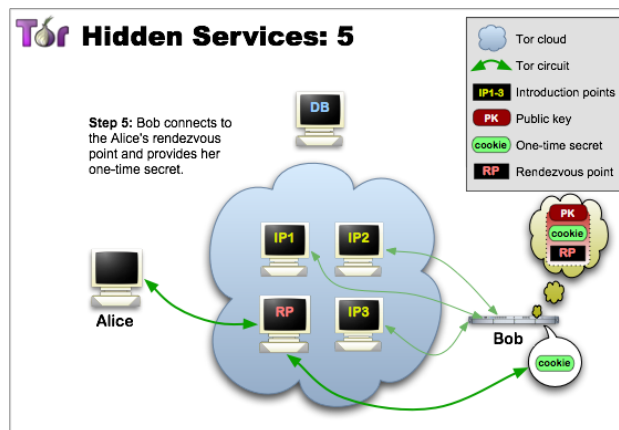 Tor Hidden Services: 5
Tor cloud
Tor circuit
IP1-3 Introduction points
PK Public key
cookie One-time secret
RP Rendezvous point
Step 5: Bob connects to
the Alice's rendezvous
point and provides her
one-time secret.
DB
IP1 IP2
RP IP3
Alice
PK
cookie
RP
Bob
cookie